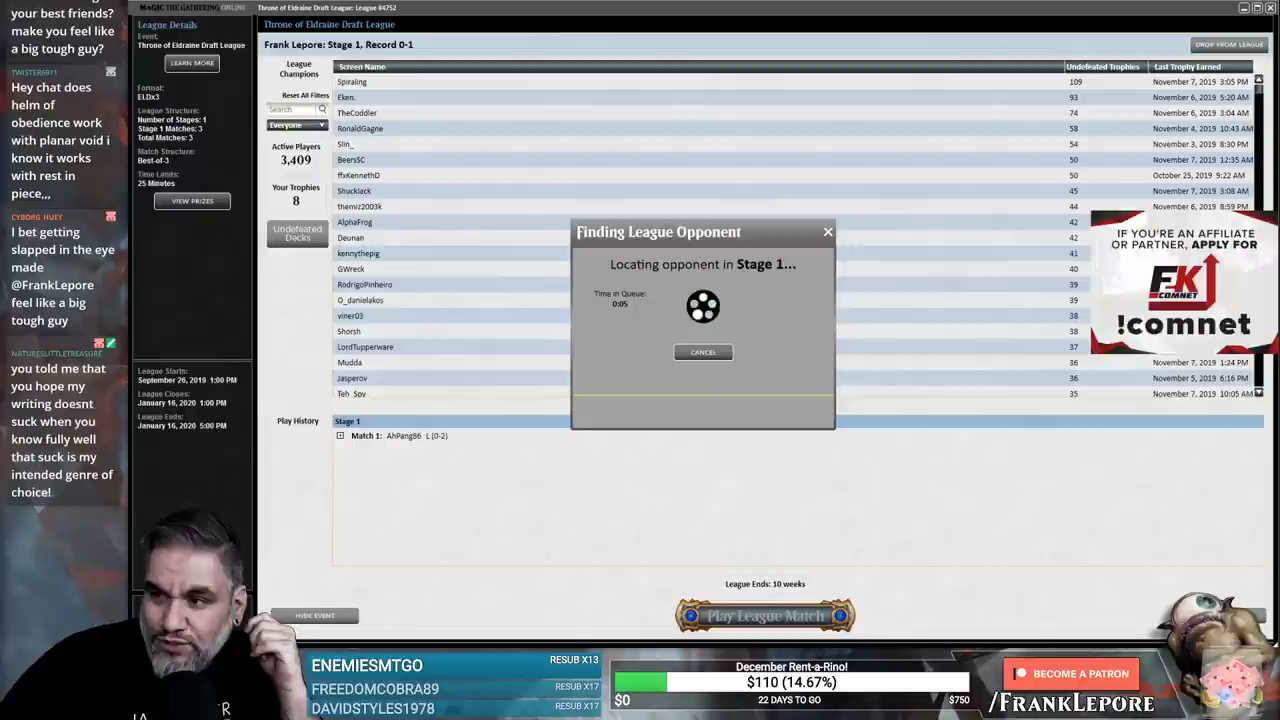 your best friends?
make you feel like
a big tough guy?
TWISTER6911
Hey chat does
helm of
obedience work
with planar void i
know it works
with rest in
piece,,,
CYBORG HUEY
I bet getting
slapped in the eye
made
@FrankLepore
feel like a big
tough guy
NATURESLITTLETREASURE
you told me that
you hope my
writing doesnt
suck when you
know fully well
that suck is my
intended genre of
choice!
MAGIC THE GATHERING ONLINE
Throne of Eldraine Draft League: League #4752
League Details
Event:
Throne of Eldraine Draft League
LEARN MORE
Format:
ELDx3
League Structure:
Number of Stages: 1
Stage 1 Matches: 3
Total Matches: 3
Match Structure:
Best-of-3
Time Limits:
25 Minutes
VIEW PRIZES
League Starts:
September 26, 2019 1:00 PM
League Closes:
January 16, 2020 1:00 PM
League Ends:
January 16, 2020 5:00 PM
Throne of Eldraine Draft League
Frank Lepore: Stage 1, Record 0-1
DROP FROM LEAGUE
League
Champions
Reset All Filters
Search
Everyone
Active Players
3,409
Your Trophies
8
Undefeated
Decks
Screen Name Undefeated Trophies Last Trophy Earned
Spiraling 109 November 7, 2019 3:05 PM
Eken. 93 November 6, 2019 5:20 AM
TheCoddler 74 November 6, 2019 3:04 AM
RonaldGagne 58 November 4, 2019 10:43 AM
Slin_ 54 November 3, 2019 8:30 PM
BeersSC 50 November 7, 2019 12:35 AM
ffxKennethD 50 October 25, 2019 9:22 AM
Shucklack 45 November 7, 2019 3:08 AM
themiz2003k 44 November 6, 2019 8:59 PM
AlphaFrog 42
Deunan 42
kennythepig 41
GWreck 40
RodrigoPinheiro 39
O_danielakos 39
viner03 38
Shorsh 38
LordTupperware 37
Mudda 36 November 7, 2019 1:24 PM
Jasperov 36 November 5, 2019 6:16 PM
Teh_Spy 35 November 7, 2019 10:05 AM
Finding League Opponent
Locating opponent in Stage 1...
Time in Queue:
0:05
CANCEL
IF YOU'RE AN AFFILIATE
OR PARTNER, APPLY FOR
FK
COMNET
!comnet
Play History
Stage 1
Match 1: AhPang86 L (0-2)
League Ends: 10 weeks
HIDE EVENT
Play League Match
ENEMIESMTGO RESUB X13
FREEDOMCOBRA89 RESUB X17
DAVIDSTYLES1978 RESUB X17
December Rent-a-Rino!
$110 (14.67%)
$0 22 DAYS TO GO $750
BECOME A PATRON
/FRANKLEPORE